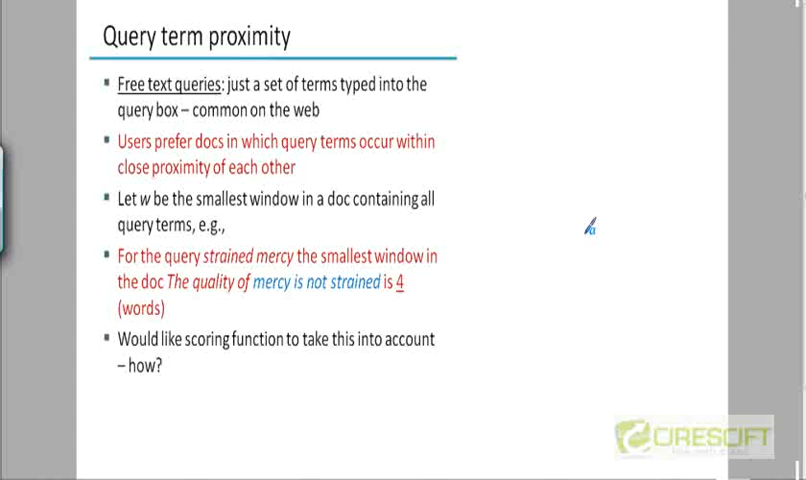 Query term proximity
▪ Free text queries: just a set of terms typed into the
query box – common on the web
▪ Users prefer docs in which query terms occur within
close proximity of each other
▪ Let w be the smallest window in a doc containing all
query terms, e.g.,
▪ For the query strained mercy the smallest window in
the doc The quality of mercy is not strained is 4
(words)
▪ Would like scoring function to take this into account
– how?